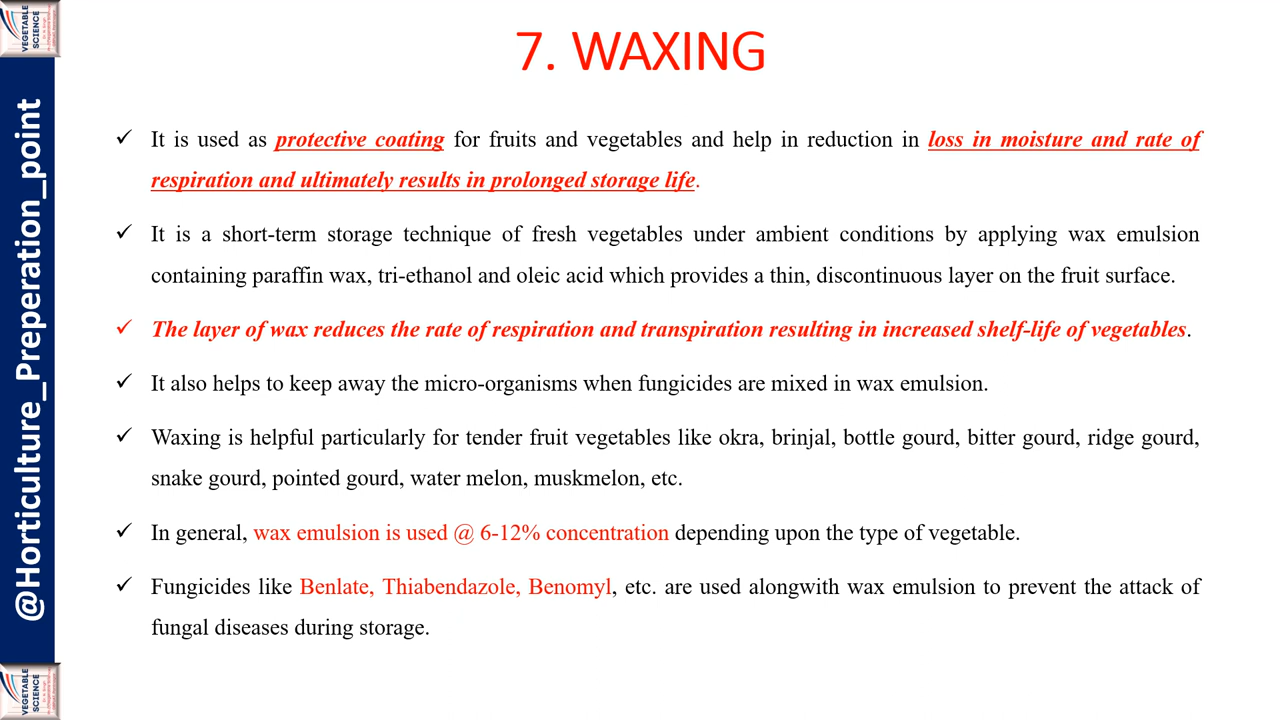 7. WAXING
✓ It is used as protective coating for fruits and vegetables and help in reduction in loss in moisture and rate of
respiration and ultimately results in prolonged storage life.
✓ It is a short-term storage technique of fresh vegetables under ambient conditions by applying wax emulsion
containing paraffin wax, tri-ethanol and oleic acid which provides a thin, discontinuous layer on the fruit surface.
✓ The layer of wax reduces the rate of respiration and transpiration resulting in increased shelf-life of vegetables.
✓ It also helps to keep away the micro-organisms when fungicides are mixed in wax emulsion.
✓ Waxing is helpful particularly for tender fruit vegetables like okra, brinjal, bottle gourd, bitter gourd, ridge gourd,
snake gourd, pointed gourd, water melon, muskmelon, etc.
✓ In general, wax emulsion is used @ 6-12% concentration depending upon the type of vegetable.
✓ Fungicides like Benlate, Thiabendazole, Benomyl, etc. are used alongwith wax emulsion to prevent the attack of
fungal diseases during storage.
@Horticulture_Preperation_point
VEGETABLE
SCIENCE
VEGETABLE
SCIENCE